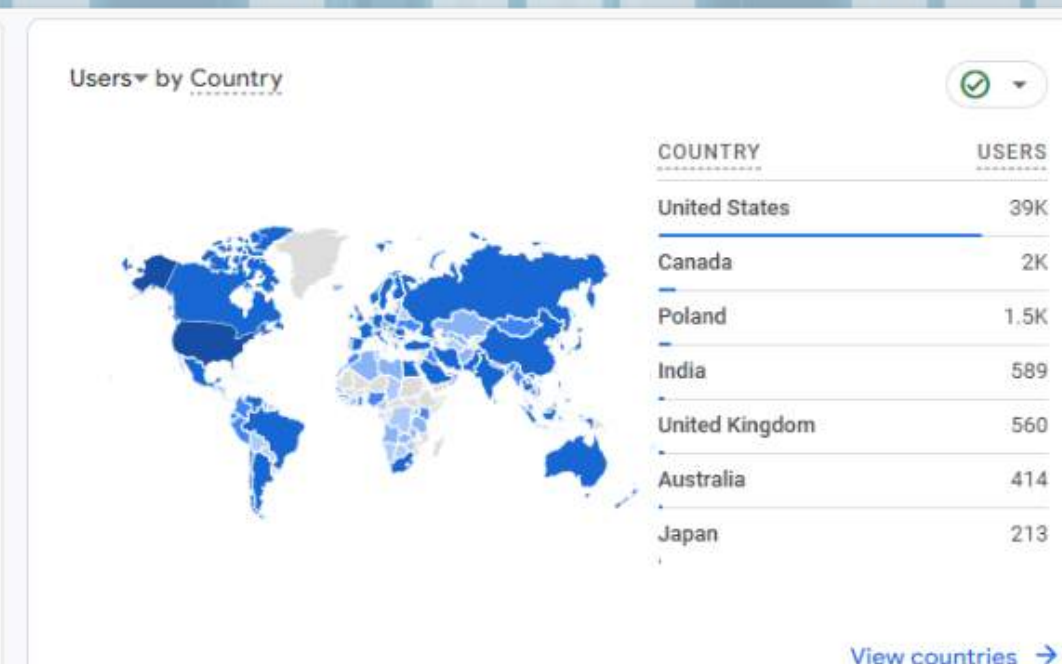 Users by Country
COUNTRY USERS
United States 39K
Canada 2K
Poland 1.5K
India 589
United Kingdom 560
Australia 414
Japan 213
View countries →